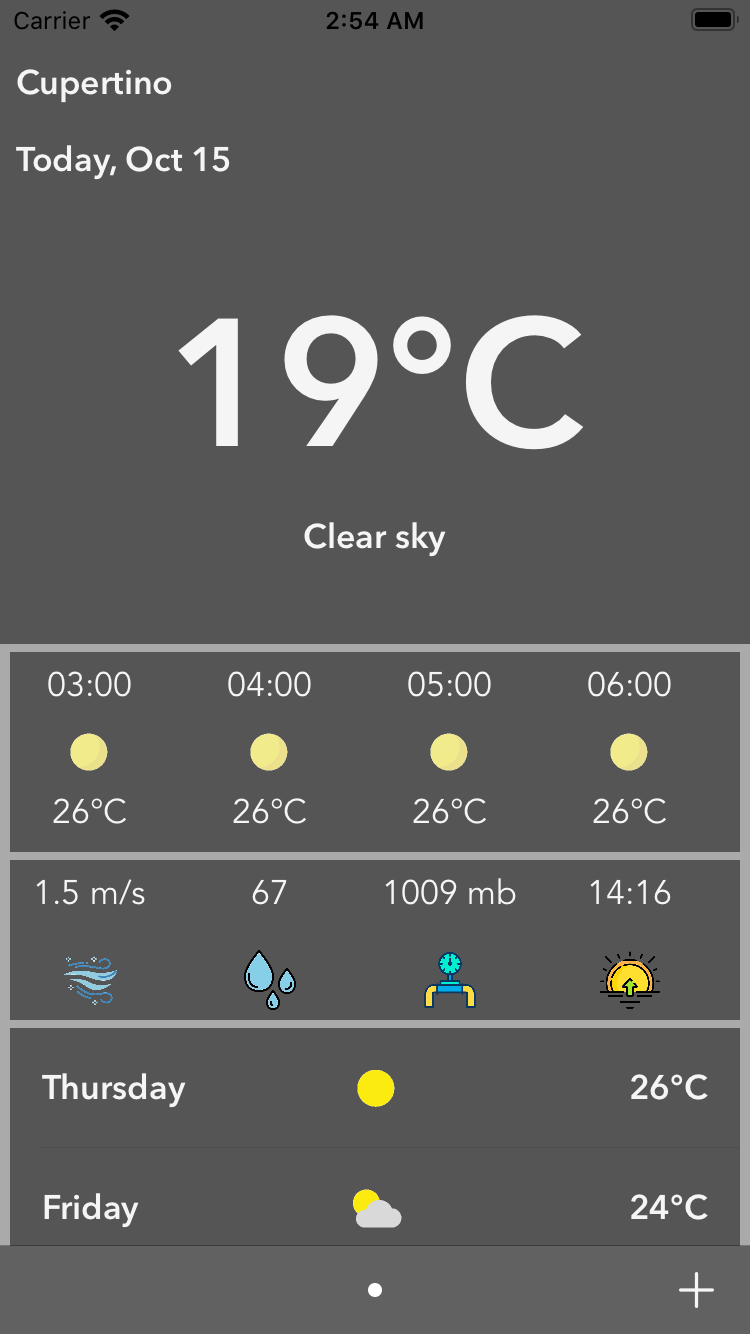 Carrier 2:54 AM
Cupertino
Today, Oct 15
19°C
Clear sky
03:00 04:00 05:00 06:00
26°C 26°C 26°C 26°C
1.5 m/s 67 1009 mb 14:16
Thursday 26°C
Friday 24°C